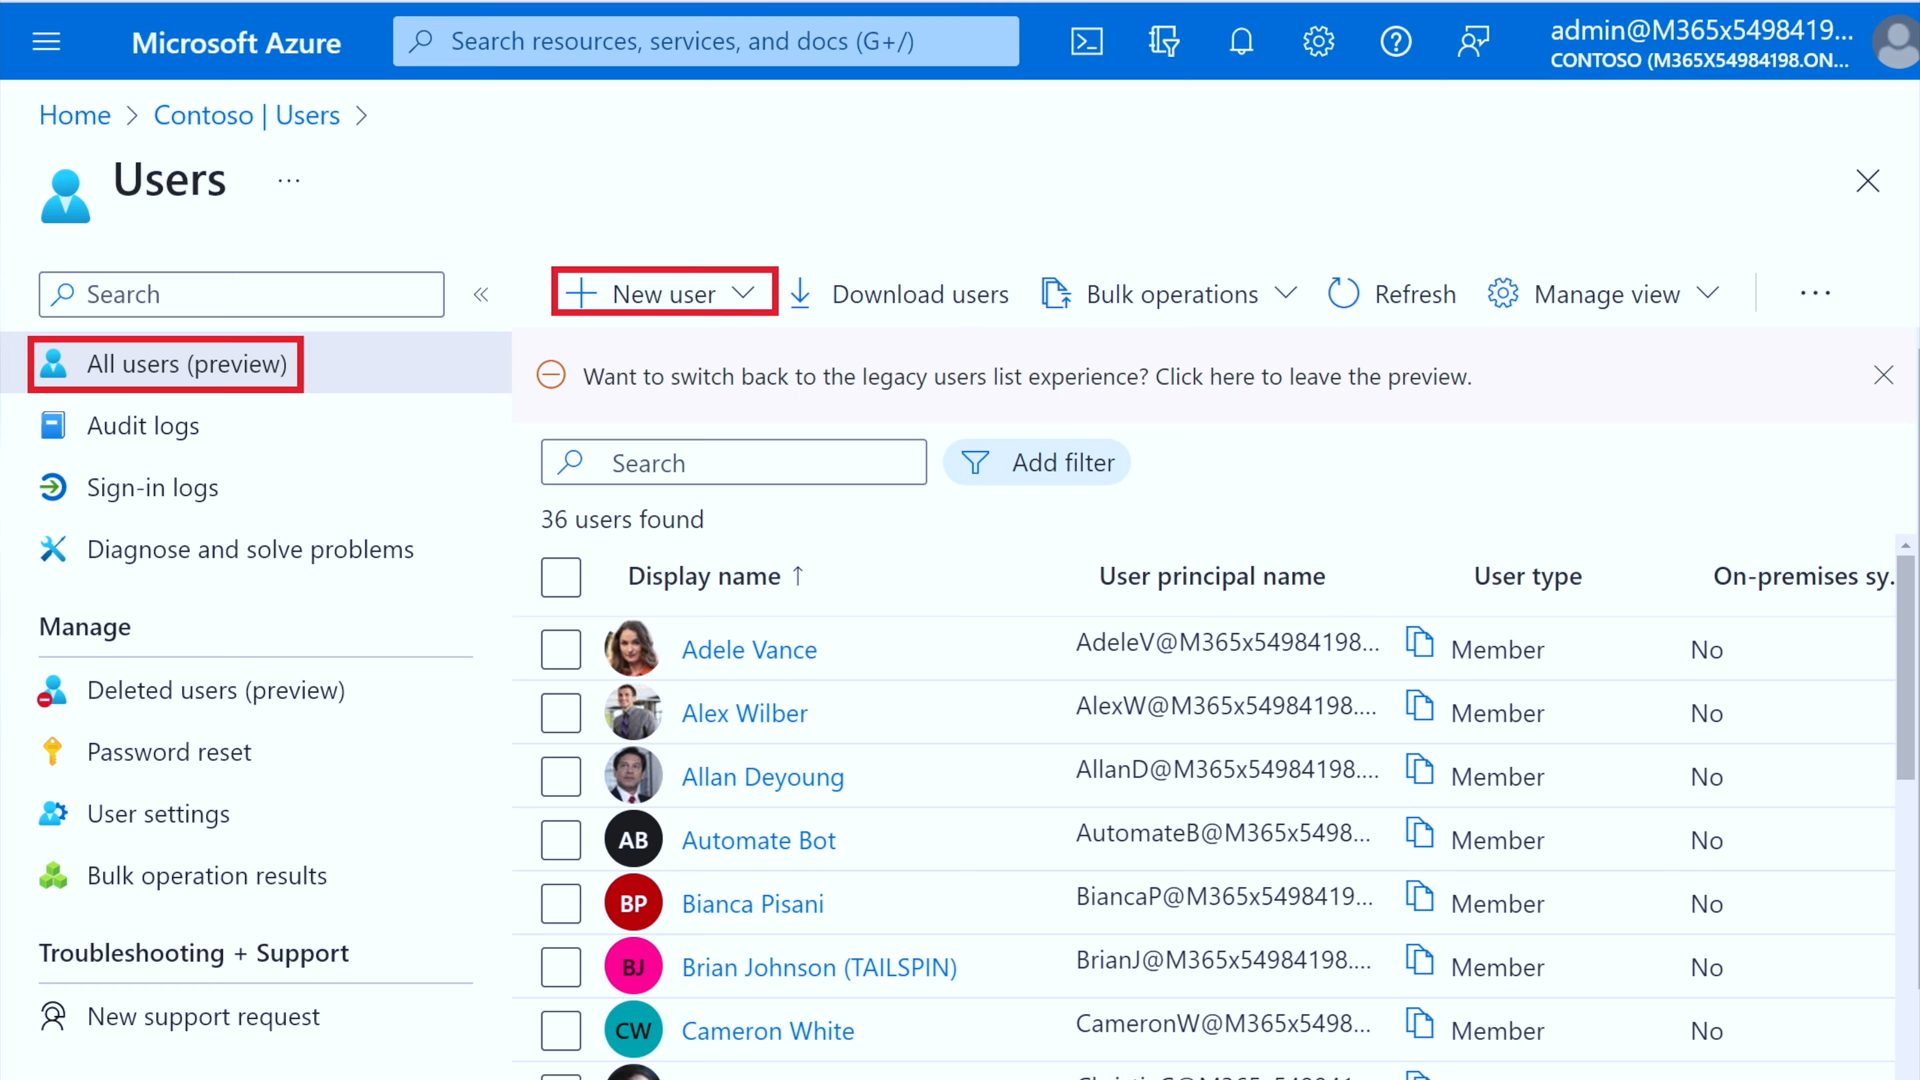 Microsoft Azure
Search resources, services, and docs (G+/)
admin@M365x5498419...
CONTOSO (M365X54984198.ON...
Home > Contoso | Users >
Users ...
Search
New user
Download users
Bulk operations
Refresh
Manage view
All users (preview)
Audit logs
Sign-in logs
Diagnose and solve problems
Manage
Deleted users (preview)
Password reset
User settings
Bulk operation results
Troubleshooting + Support
New support request
Want to switch back to the legacy users list experience? Click here to leave the preview.
Search
Add filter
36 users found
Display name ↑ User principal name User type On-premises sy.
Adele Vance AdeleV@M365x54984198... Member No
Alex Wilber AlexW@M365x54984198.... Member No
Allan Deyoung AllanD@M365x54984198.... Member No
AB Automate Bot AutomateB@M365x5498... Member No
BP Bianca Pisani BiancaP@M365x5498419... Member No
BJ Brian Johnson (TAILSPIN) BrianJ@M365x54984198.... Member No
CW Cameron White CameronW@M365x5498... Member No